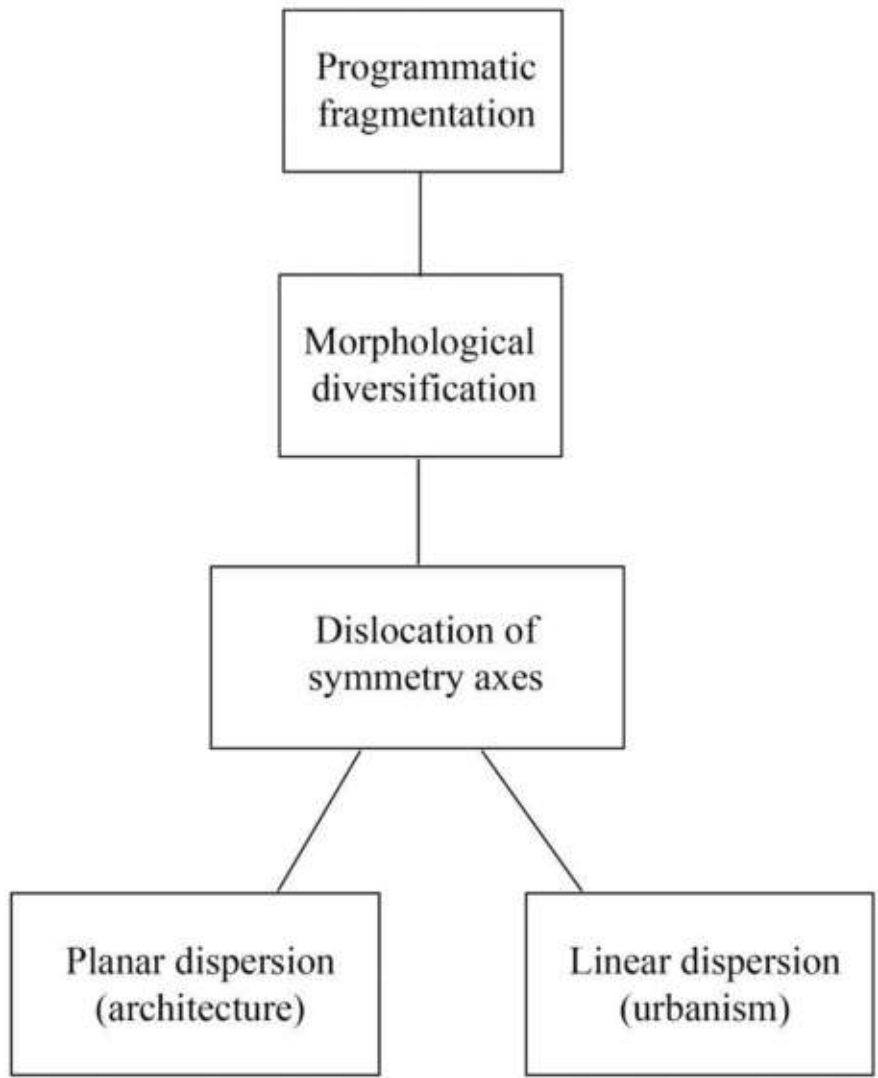 Programmatic
fragmentation
Morphological
diversification
Dislocation of
symmetry axes
Planar dispersion
(architecture)
Linear dispersion
(urbanism)